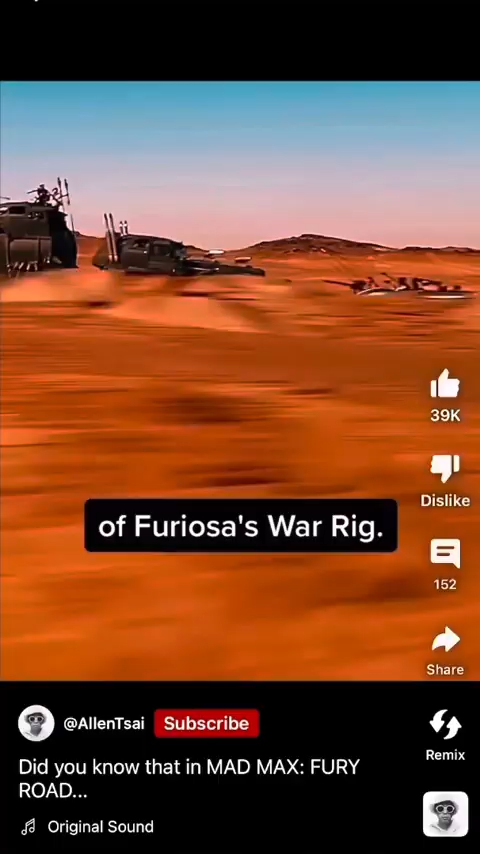 of Furiosa's War Rig.
39K
Dislike
152
Share
@AllenTsai
Subscribe
Remix
Did you know that in MAD MAX: FURY
ROAD...
Original Sound